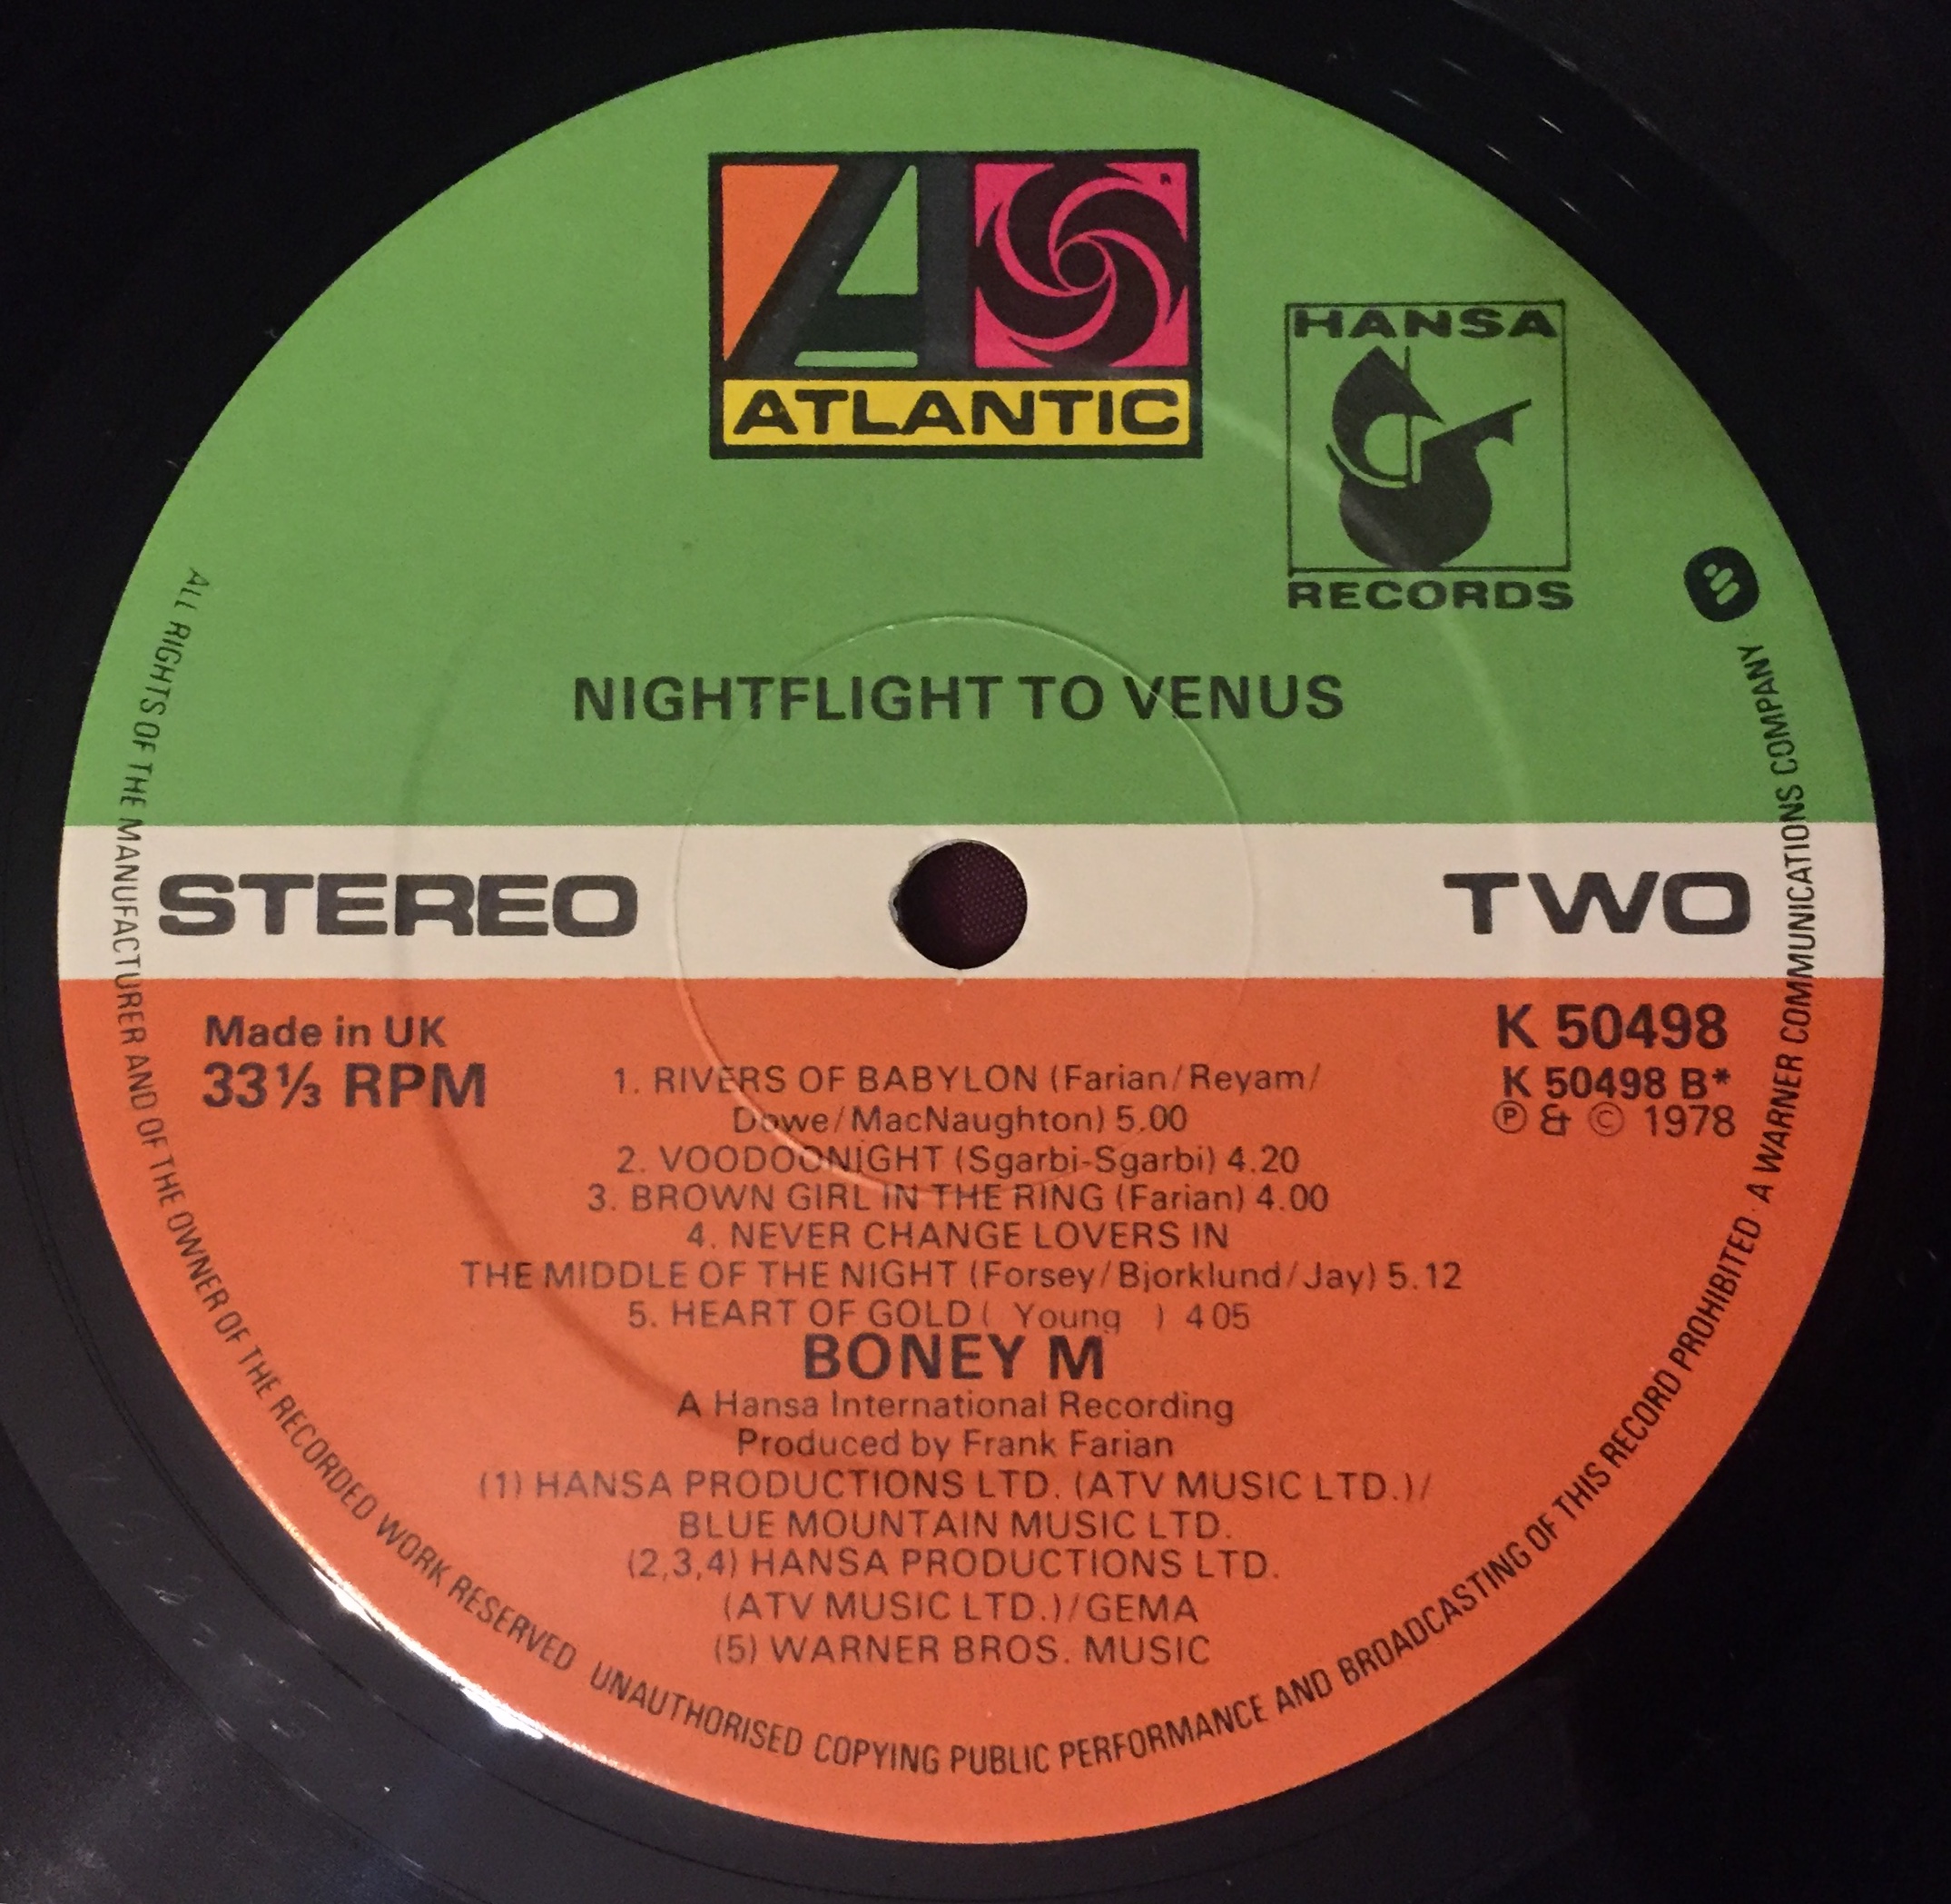 ATLANTIC
HANSA
RECORDS
NIGHTFLIGHT TO VENUS
STEREO
TWO
Made in UK
33⅓ RPM
K 50498
K 50498 B*
Ⓟ & © 1978
1. RIVERS OF BABYLON (Farian/Reyam/
Dowe/MacNaughton) 5.00
2. VOODOONIGHT (Sgarbi-Sgarbi) 4.20
3. BROWN GIRL IN THE RING (Farian) 4.00
4. NEVER CHANGE LOVERS IN
THE MIDDLE OF THE NIGHT (Forsey/Bjorklund/Jay) 5.12
5. HEART OF GOLD ( Young ) 4 05
BONEY M
A Hansa International Recording
Produced by Frank Farian
(1) HANSA PRODUCTIONS LTD. (ATV MUSIC LTD.)/
BLUE MOUNTAIN MUSIC LTD.
(2,3,4) HANSA PRODUCTIONS LTD.
(ATV MUSIC LTD.)/GEMA
(5) WARNER BROS. MUSIC
ALL RIGHTS OF THE MANUFACTURER AND OF THE OWNER OF THE RECORDED WORK RESERVED UNAUTHORISED COPYING PUBLIC PERFORMANCE AND BROADCASTING OF THIS RECORD PROHIBITED · A WARNER COMMUNICATIONS COMPANY ·